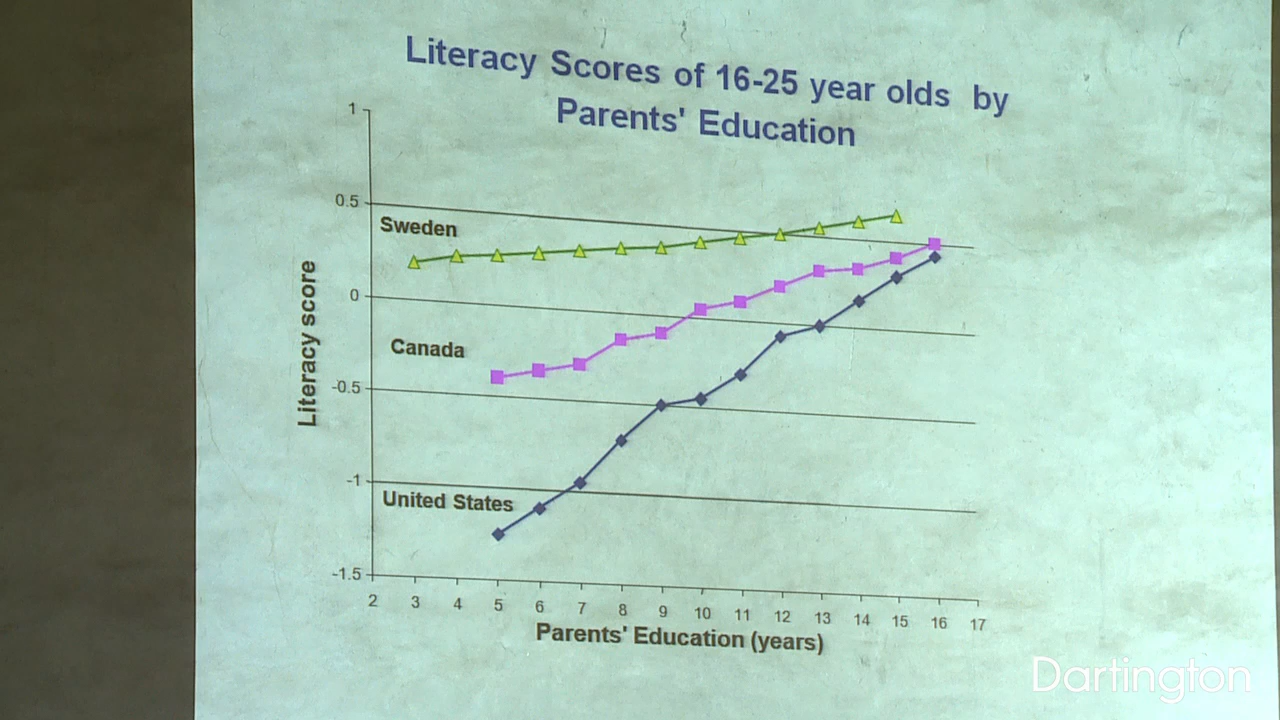 Literacy Scores of 16-25 year olds by
Parents' Education
1
0.5
Sweden
0
Canada
-0.5
-1
United States
-1.5
Literacy score
2 3 4 5 6 7 8 9 10 11 12 13 14 15 16 17
Parents' Education (years)
Dartington